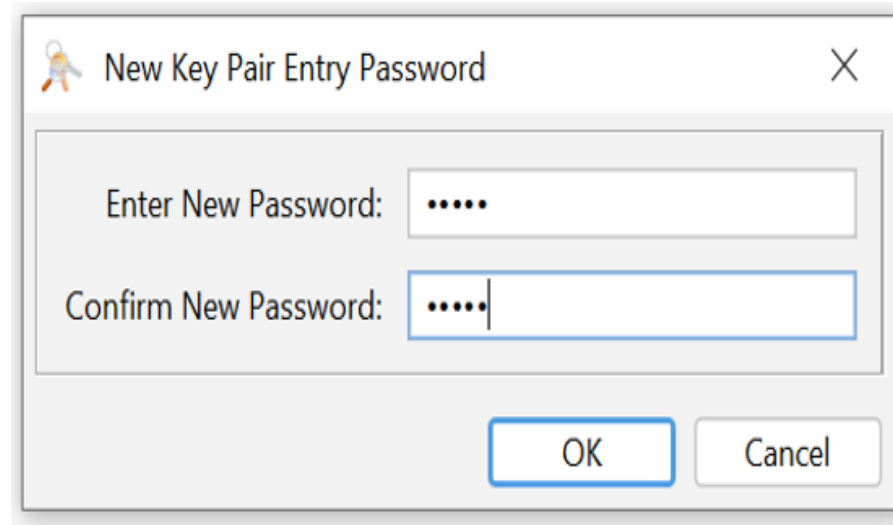 New Key Pair Entry Password
Enter New Password: •••••
Confirm New Password: •••••
OK Cancel